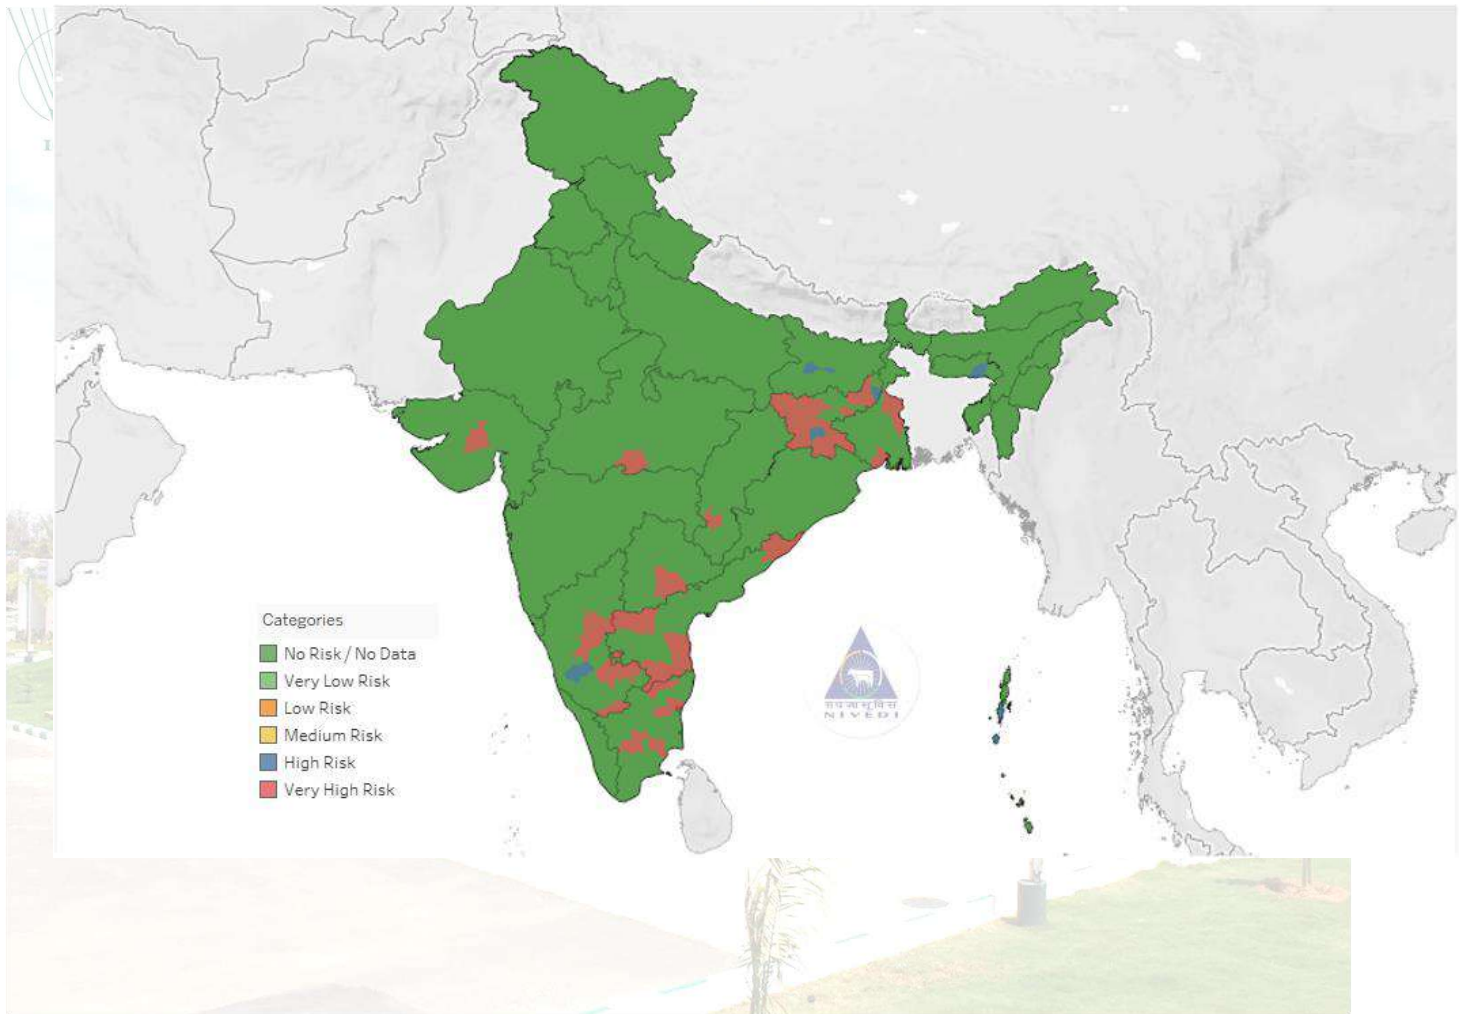 Categories
No Risk / No Data
Very Low Risk
Low Risk
Medium Risk
High Risk
Very High Risk
NIVEDI